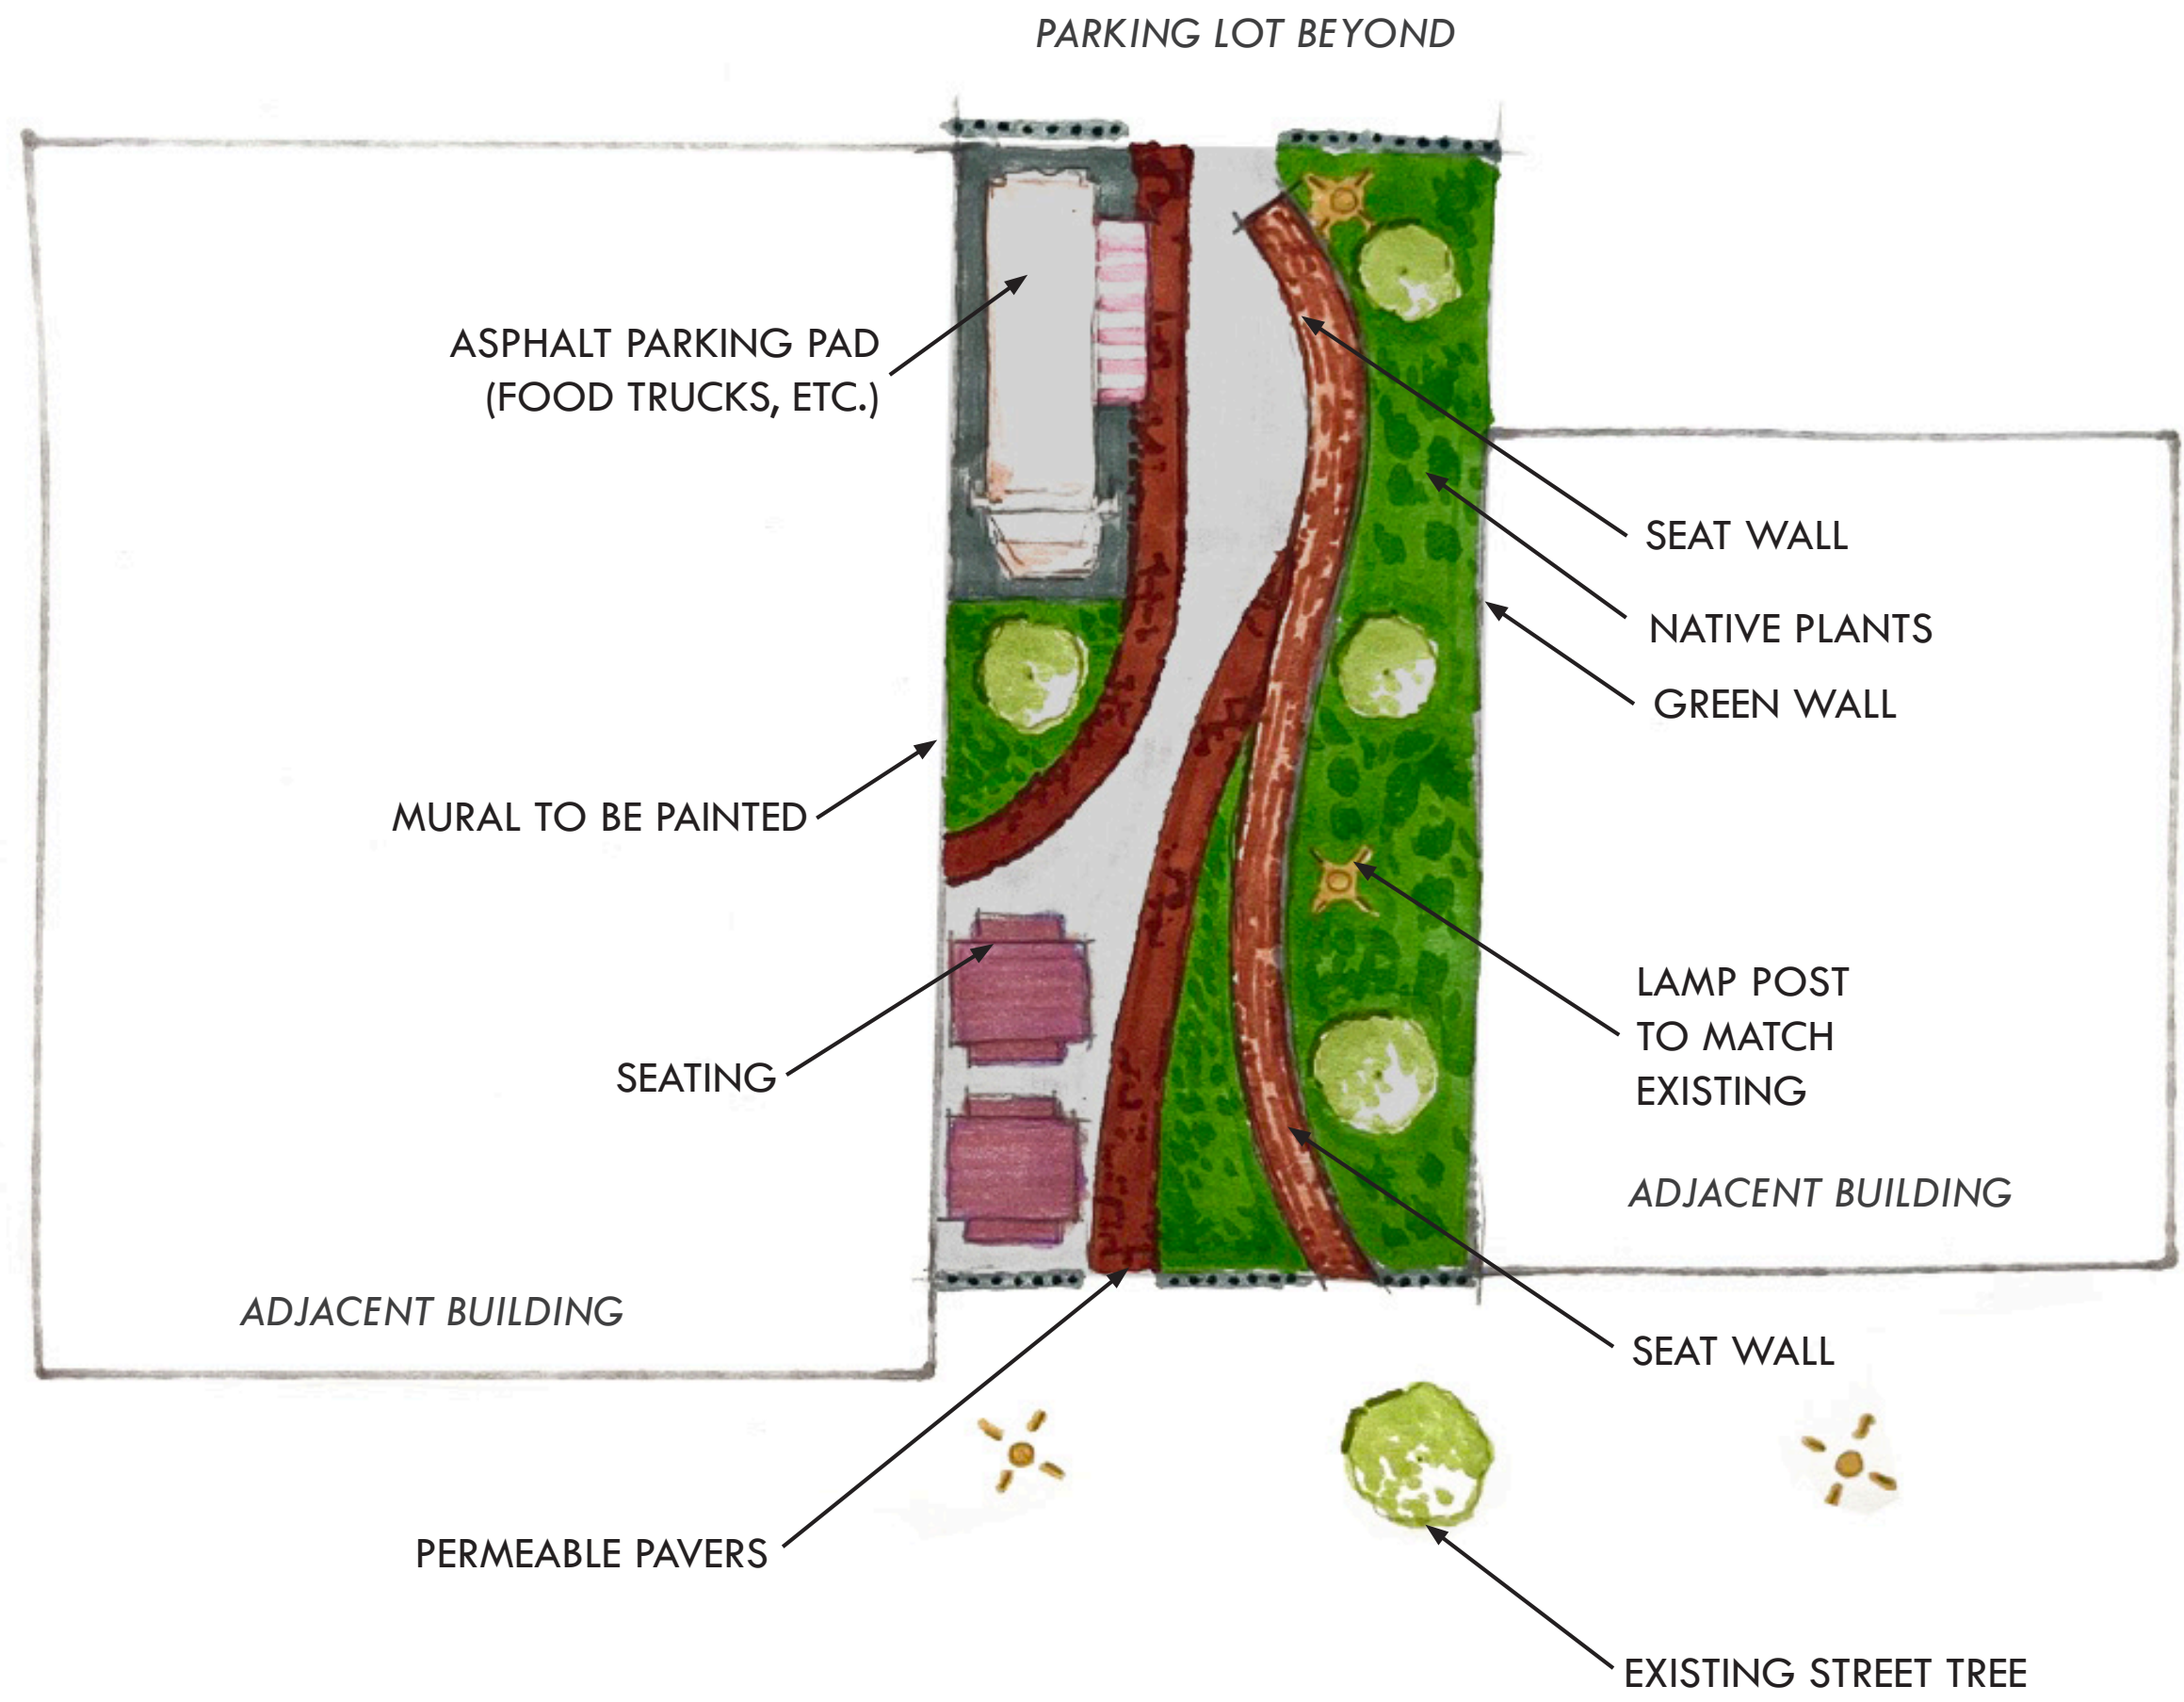 PARKING LOT BEYOND
ASPHALT PARKING PAD
(FOOD TRUCKS, ETC.)
SEAT WALL
NATIVE PLANTS
GREEN WALL
MURAL TO BE PAINTED
LAMP POST
TO MATCH
EXISTING
SEATING
ADJACENT BUILDING
ADJACENT BUILDING
SEAT WALL
PERMEABLE PAVERS
EXISTING STREET TREE